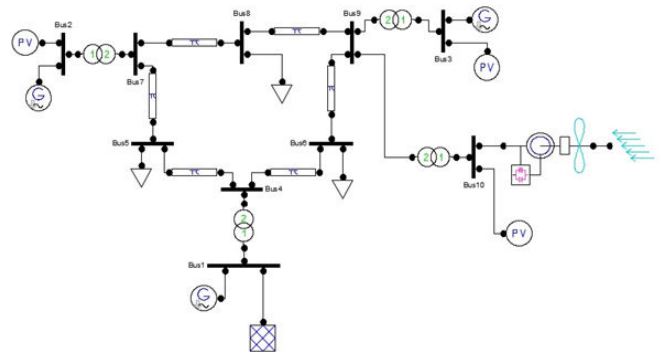 Bus2
Bus8
Bus9
PV
G
1 2
Bus7
π
π
2 1
G
Bus3
PV
G
π
π
Bus5
Bus6
π
π
Bus4
2 1
Bus10
PV
2
1
Bus1
G